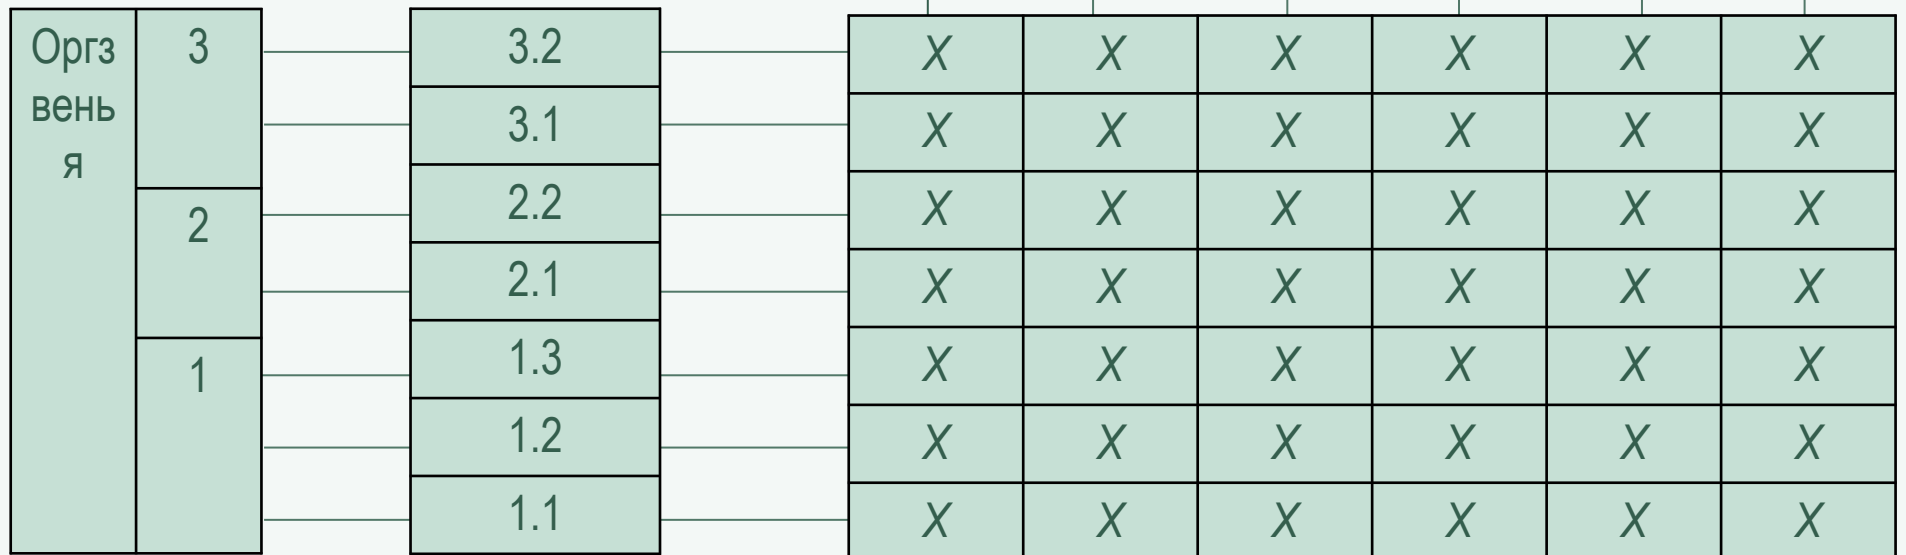 Оргз 3 3.2 X X X X X X
вень 3.1 X X X X X X
я
2 2.2 X X X X X X
2.1 X X X X X X
1 1.3 X X X X X X
1.2 X X X X X X
1.1 X X X X X X